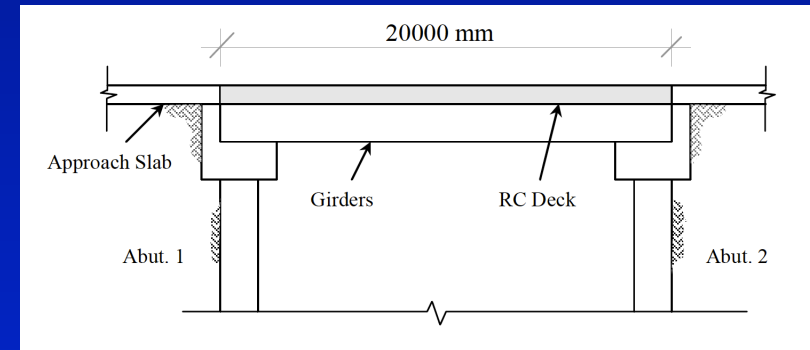 20000 mm
Approach Slab
Girders
RC Deck
Abut. 1
Abut. 2